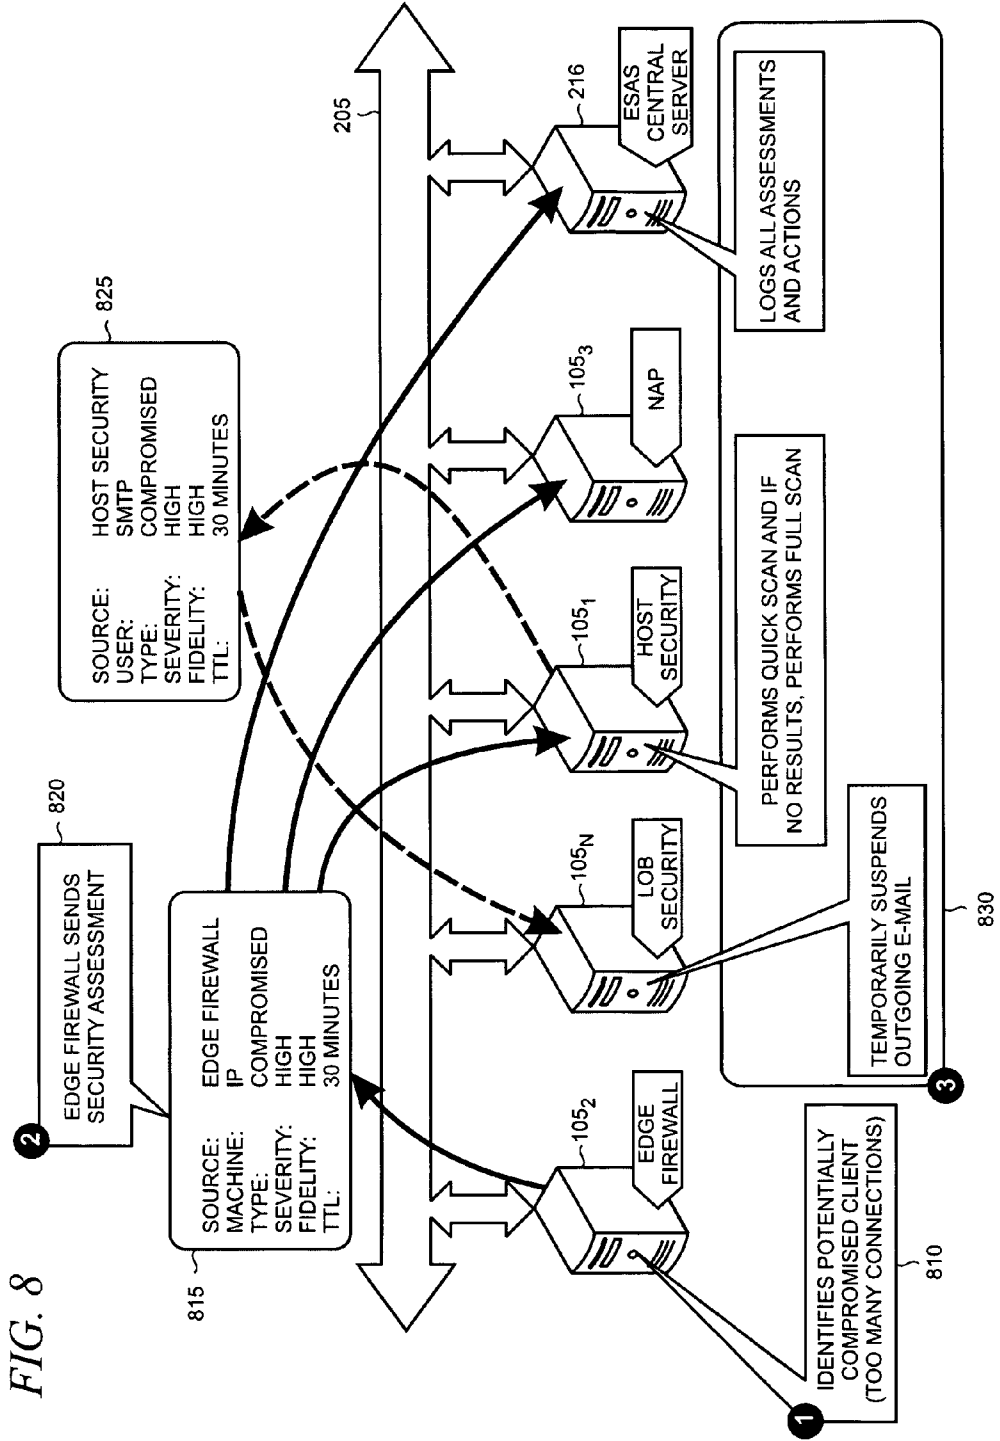 FIG. 8
2
EDGE FIREWALL SENDS
SECURITY ASSESSMENT
820
815
SOURCE: EDGE FIREWALL
MACHINE: IP
TYPE: COMPROMISED
SEVERITY: HIGH
FIDELITY: HIGH
TTL: 30 MINUTES
825
SOURCE: HOST SECURITY
USER: SMTP
TYPE: COMPROMISED
SEVERITY: HIGH
FIDELITY: HIGH
TTL: 30 MINUTES
205
105₂
EDGE
FIREWALL
105N
LOB
SECURITY
105₁
HOST
SECURITY
105₃
NAP
216
ESAS
CENTRAL
SERVER
1
IDENTIFIES POTENTIALLY
COMPROMISED CLIENT
(TOO MANY CONNECTIONS)
810
TEMPORARILY SUSPENDS
OUTGOING E-MAIL
PERFORMS QUICK SCAN AND IF
NO RESULTS, PERFORMS FULL SCAN
LOGS ALL ASSESSMENTS
AND ACTIONS
3
830